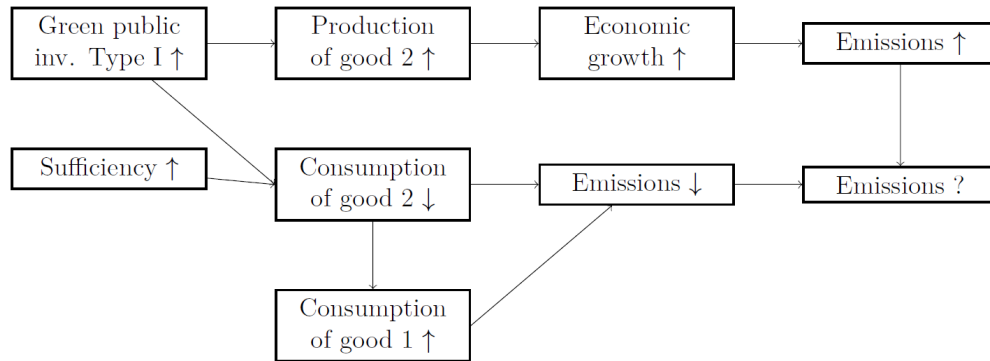 Green public
inv. Type I ↑
Production
of good 2 ↑
Economic
growth ↑
Emissions ↑
Sufficiency ↑
Consumption
of good 2 ↓
Emissions ↓
Emissions ?
Consumption
of good 1 ↑